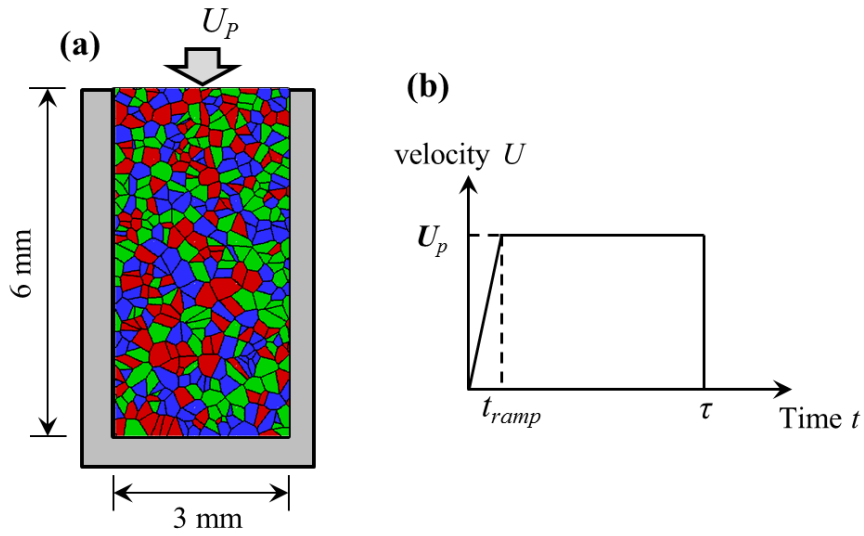 (a)
U_P
6 mm
3 mm
(b)
velocity U
U_p
t_ramp
τ
Time t